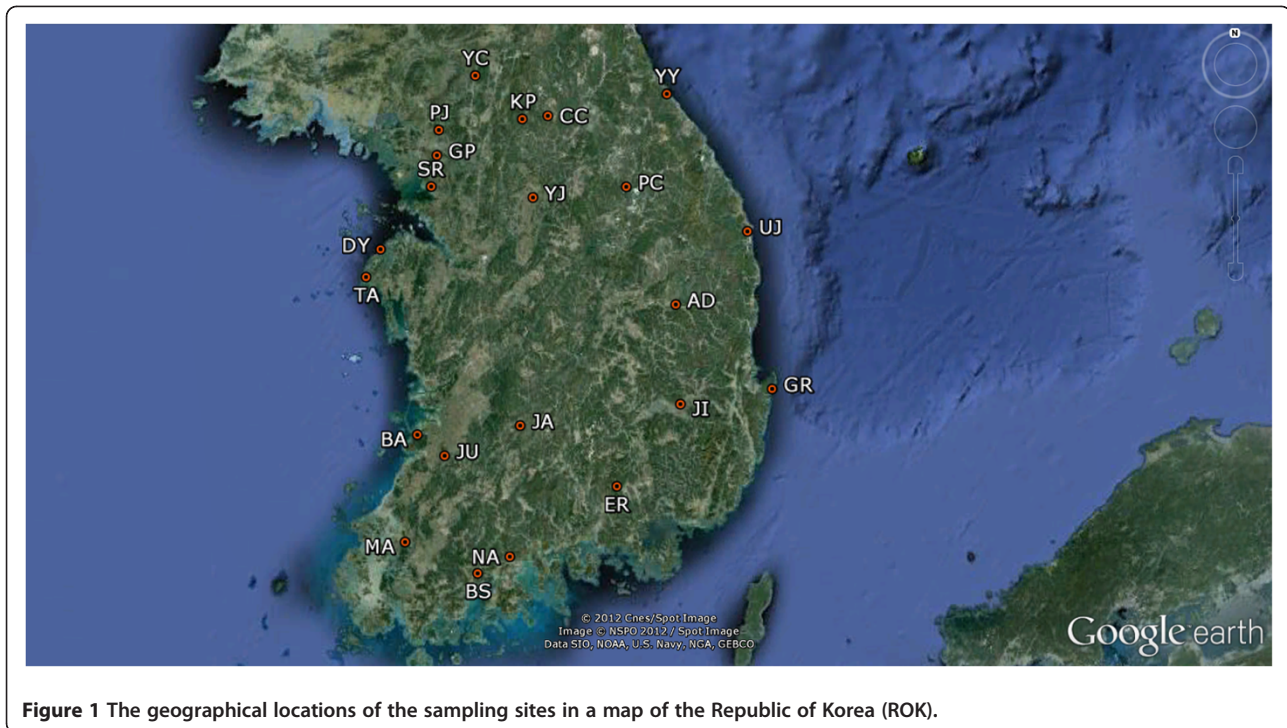 N
YC
YY
KP
CC
PJ
GP
SR
YJ
PC
UJ
DY
TA
AD
GR
JI
BA
JA
JU
ER
MA
NA
BS
© 2012 Cnes/Spot Image
Image © NSPO 2012 / Spot Image
Data SIO, NOAA, U.S. Navy, NGA, GEBCO
Google earth
Figure 1 The geographical locations of the sampling sites in a map of the Republic of Korea (ROK).